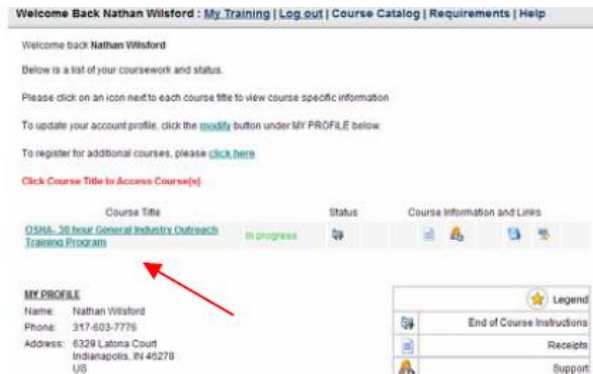 Welcome Back Nathan Wilsford : My Training | Log out | Course Catalog | Requirements | Help
Welcome back Nathan Wilsford
Below is a list of your coursework and status.
Please click on an icon next to each course title to view course specific information
To update your account profile, click the modify button under MY PROFILE below.
To register for additional courses, please click here
Click Course Title to Access Course(s)
Course Title Status Course Information and Links
OSHA- 30 hour General Industry Outreach In progress
Training Program
MY PROFILE Legend
Name: Nathan Wilsford
Phone: 317-603-7776 End of Course Instructions
Address: 6329 Latona Court Receipts
Indianapolis, IN 46278
US Support